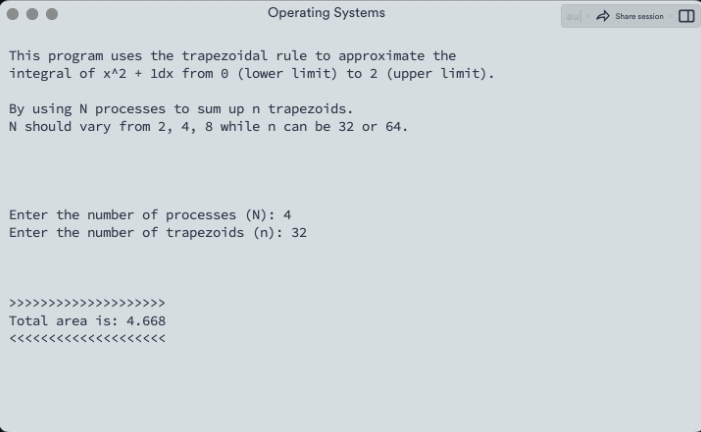 Operating Systems
Share session
This program uses the trapezoidal rule to approximate the
integral of x^2 + 1dx from 0 (lower limit) to 2 (upper limit).
By using N processes to sum up n trapezoids.
N should vary from 2, 4, 8 while n can be 32 or 64.
Enter the number of processes (N): 4
Enter the number of trapezoids (n): 32
>>>>>>>>>>>>>>>>>>>>
Total area is: 4.668
<<<<<<<<<<<<<<<<<<<<